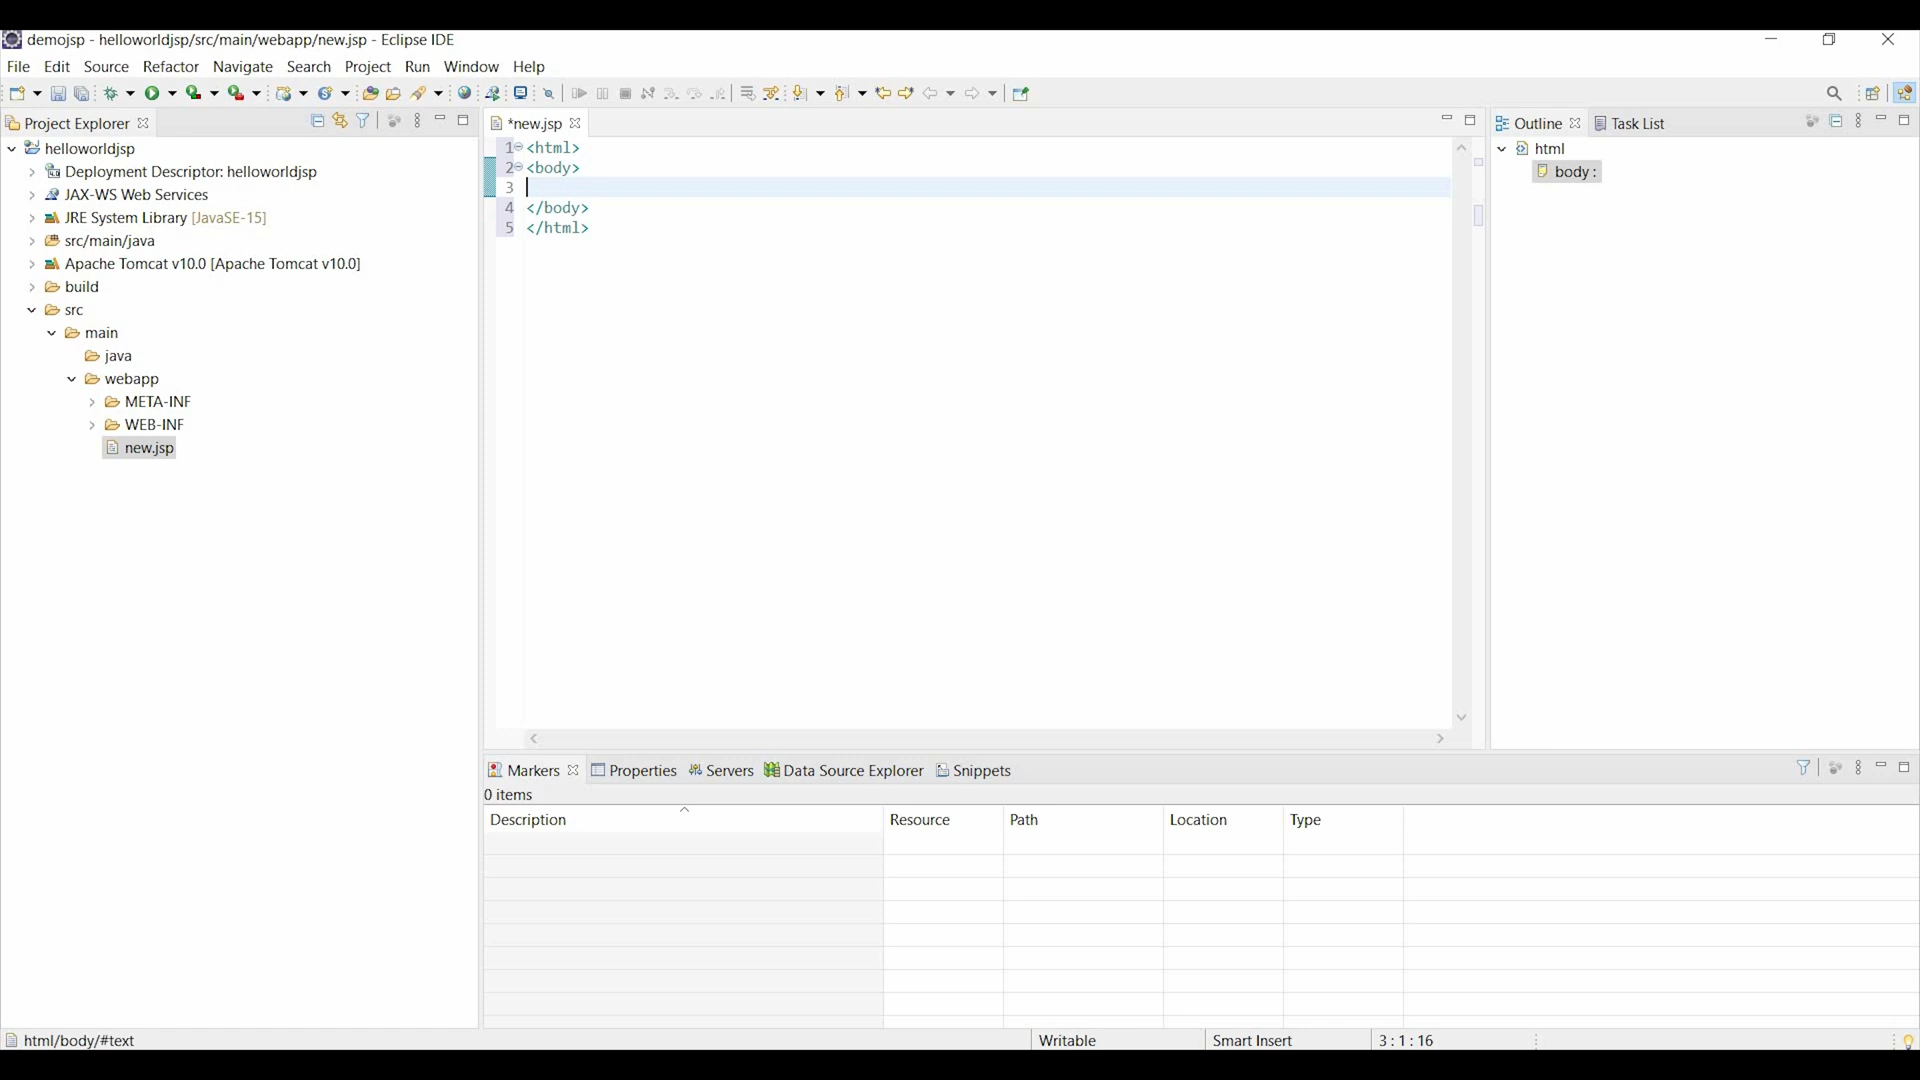 demojsp - helloworldjsp/src/main/webapp/new.jsp - Eclipse IDE
File Edit Source Refactor Navigate Search Project Run Window Help
Project Explorer
helloworldjsp
Deployment Descriptor: helloworldjsp
JAX-WS Web Services
JRE System Library [JavaSE-15]
src/main/java
Apache Tomcat v10.0 [Apache Tomcat v10.0]
build
src
main
java
webapp
META-INF
WEB-INF
new.jsp
*new.jsp
1 <html>
2 <body>
3
4 </body>
5 </html>
Outline Task List
html
body :
Markers Properties Servers Data Source Explorer Snippets
0 items
Description Resource Path Location Type
html/body/#text Writable Smart Insert 3 : 1 : 16